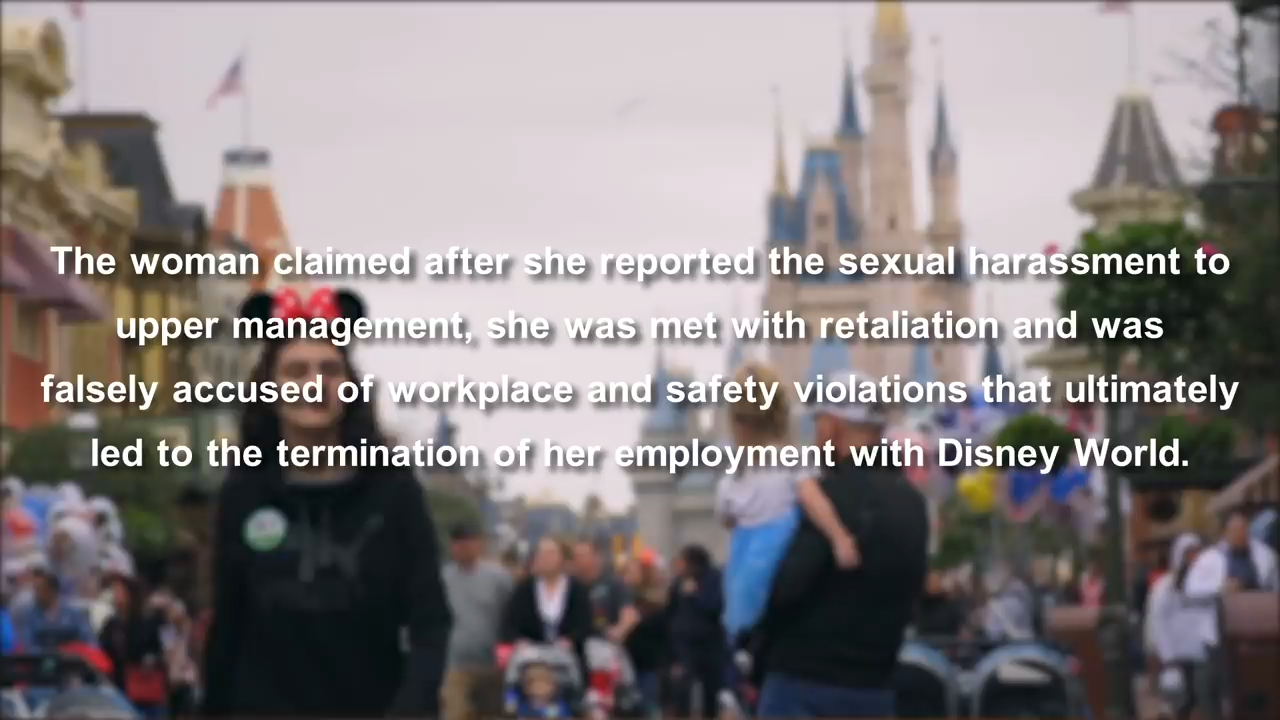 The woman claimed after she reported the sexual harassment to
upper management, she was met with retaliation and was
falsely accused of workplace and safety violations that ultimately
led to the termination of her employment with Disney World.